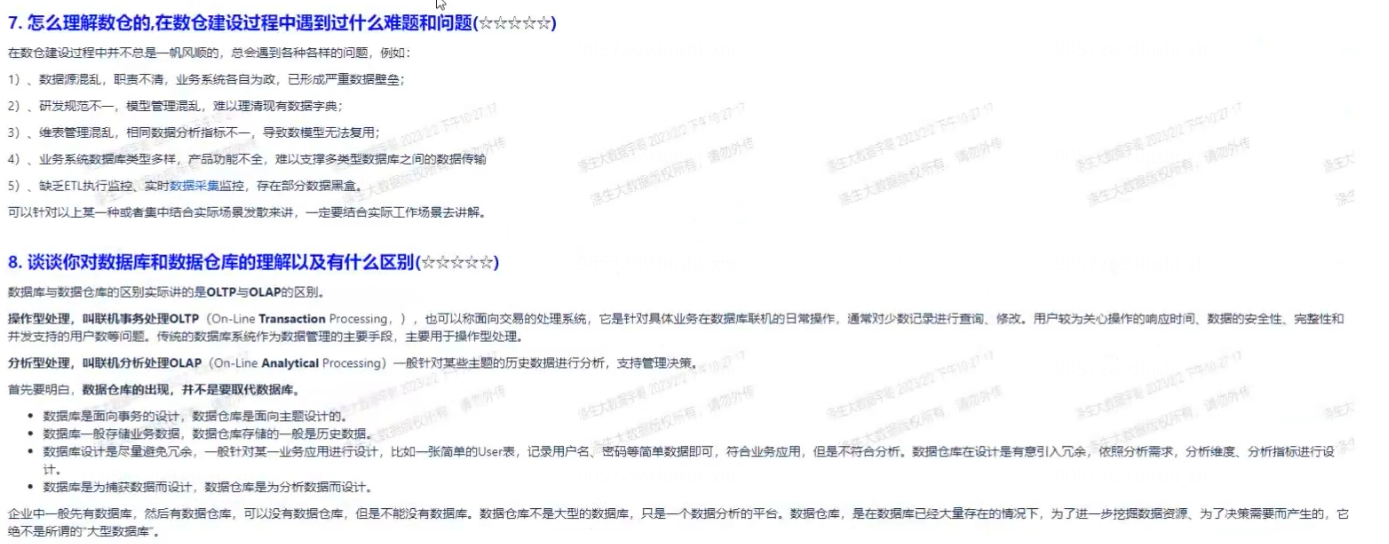 7. 怎么理解数仓的,在数仓建设过程中遇到过什么难题和问题(☆☆☆☆☆)
在数仓建设过程中并不总是一帆风顺的，总会遇到各种各样的问题，例如：
1）、数据源混乱，职责不清，业务系统各自为政，已形成严重数据壁垒；
2）、研发规范不一，模型管理混乱，难以理清现有数据字典；
3）、维表管理混乱，相同数据分析指标不一，导致数模型无法复用；
4）、业务系统数据库类型多样，产品功能不全，难以支撑多类型数据库之间的数据传输
5）、缺乏ETL执行监控、实时数据采集监控，存在部分数据黑盒。
可以针对以上某一种或者集中结合实际场景发散来讲，一定要结合实际工作场景去讲解。
8. 谈谈你对数据库和数据仓库的理解以及有什么区别(☆☆☆☆☆)
数据库与数据仓库的区别实际讲的是OLTP与OLAP的区别。
操作型处理，叫联机事务处理OLTP（On-Line Transaction Processing，），也可以称面向交易的处理系统，它是针对具体业务在数据库联机的日常操作，通常对少数记录进行查询、修改。用户较为关心操作的响应时间、数据的安全性、完整性和
并发支持的用户数等问题。传统的数据库系统作为数据管理的主要手段，主要用于操作型处理。
分析型处理，叫联机分析处理OLAP（On-Line Analytical Processing）一般针对某些主题的历史数据进行分析，支持管理决策。
首先要明白，数据仓库的出现，并不是要取代数据库。
• 数据库是面向事务的设计，数据仓库是面向主题设计的。
• 数据库一般存储业务数据，数据仓库存储的一般是历史数据。
• 数据库设计是尽量避免冗余，一般针对某一业务应用进行设计，比如一张简单的User表，记录用户名、密码等简单数据即可，符合业务应用，但是不符合分析。数据仓库在设计是有意引入冗余，依照分析需求，分析维度、分析指标进行设
计。
• 数据库是为捕获数据而设计，数据仓库是为分析数据而设计。
企业中一般先有数据库，然后有数据仓库，可以没有数据仓库，但是不能没有数据库。数据仓库不是大型的数据库，只是一个数据分析的平台。数据仓库，是在数据库已经大量存在的情况下，为了进一步挖掘数据资源、为了决策需要而产生的，它
绝不是所谓的“大型数据库”。